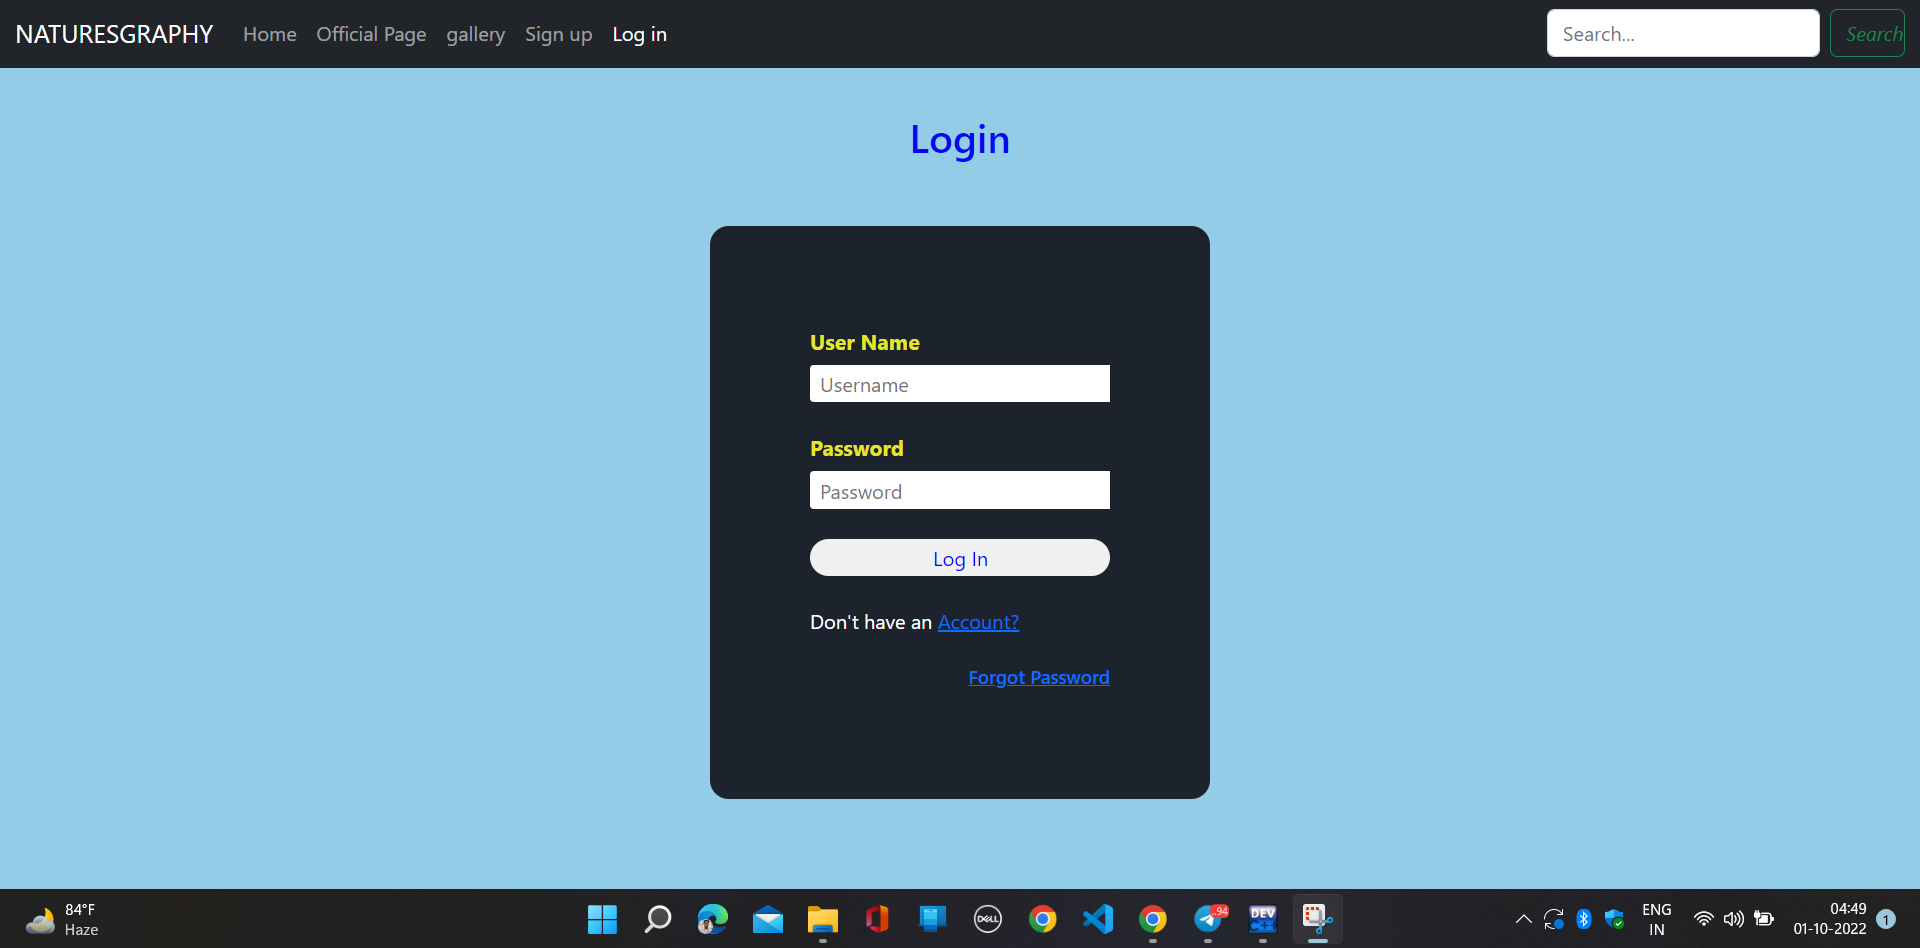 NATURESGRAPHY Home Official Page gallery Sign up Log in Search... Search
Login
User Name
Username
Password
Password
Log In
Don't have an Account?
Forgot Password
84°F
Haze
DELL
..94
DEV
C++
ENG
IN
04:49
01-10-2022
1